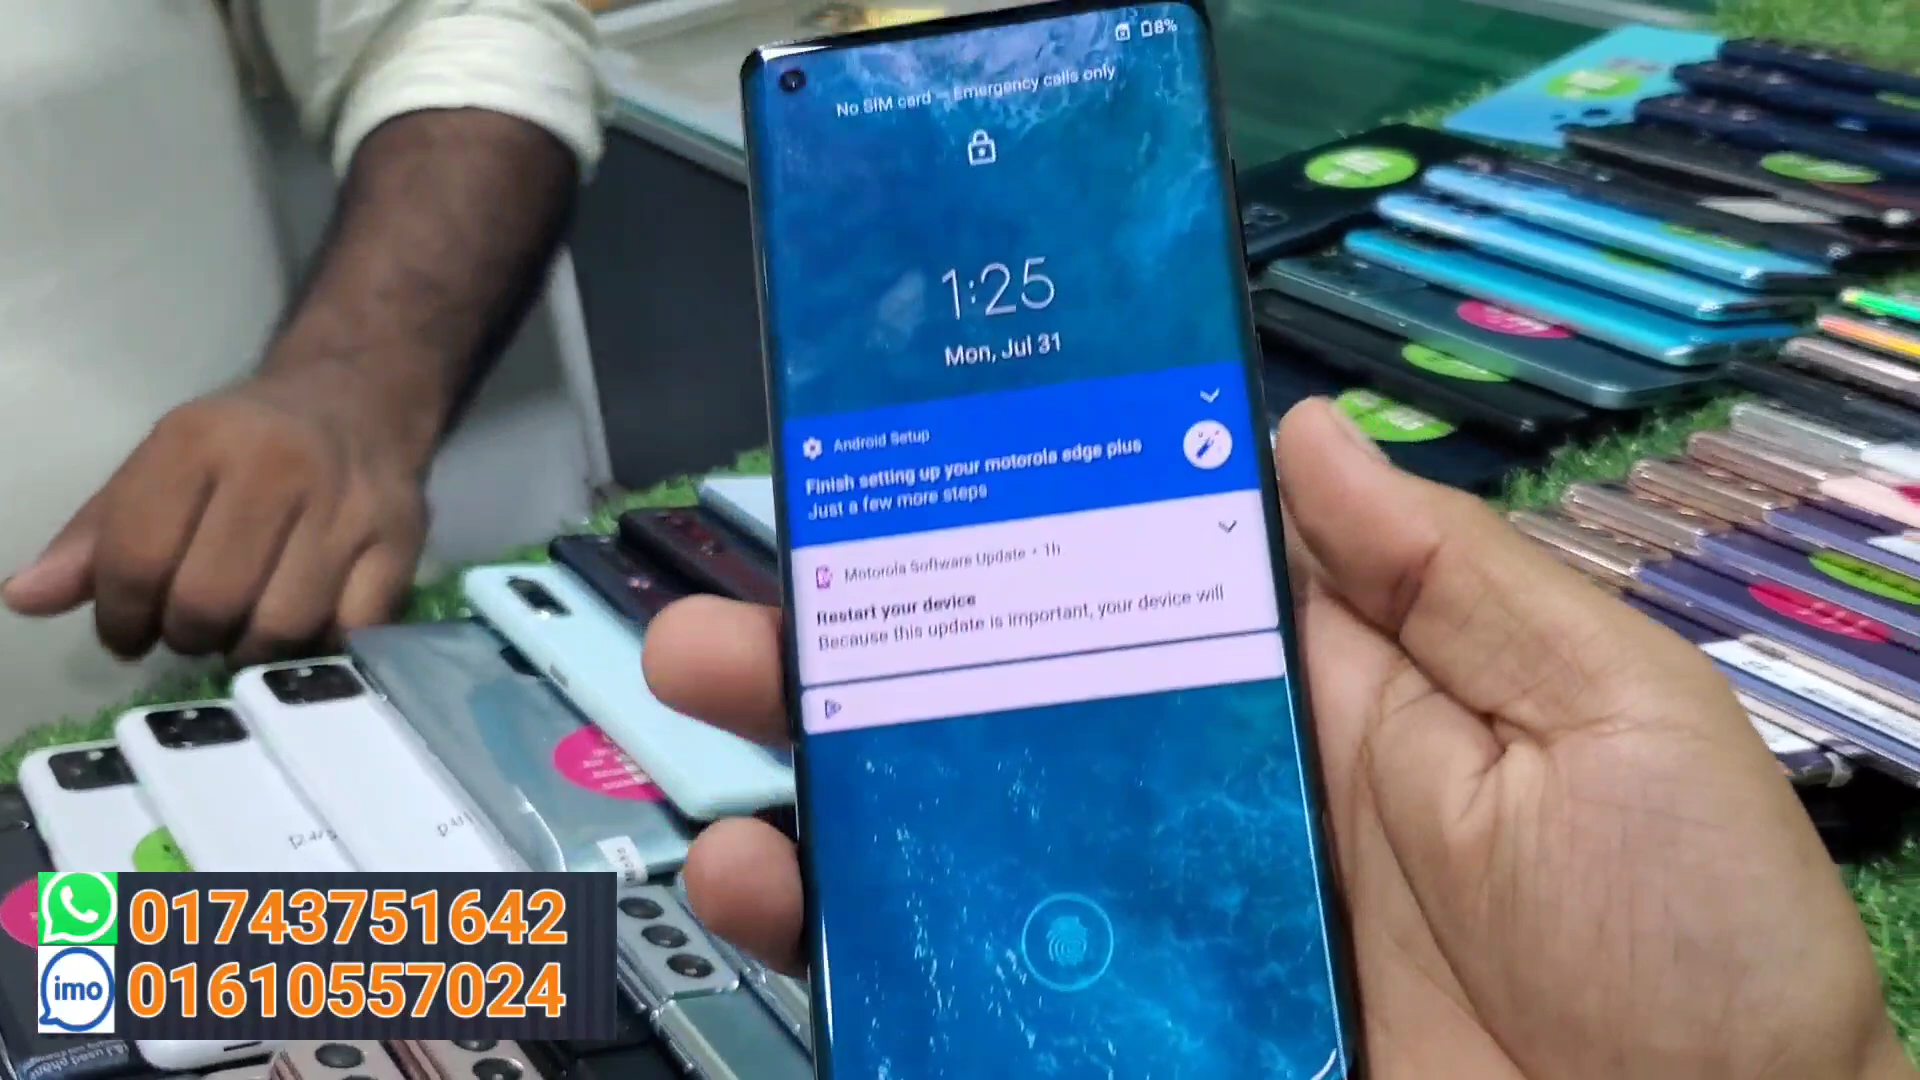 8%
No SIM card — Emergency calls only
1:25
Mon, Jul 31
Android Setup
Finish setting up your motorola edge plus
Just a few more steps
Motorola Software Update • 1h
Restart your device
Because this update is important, your device will
01743751642
imo
01610557024